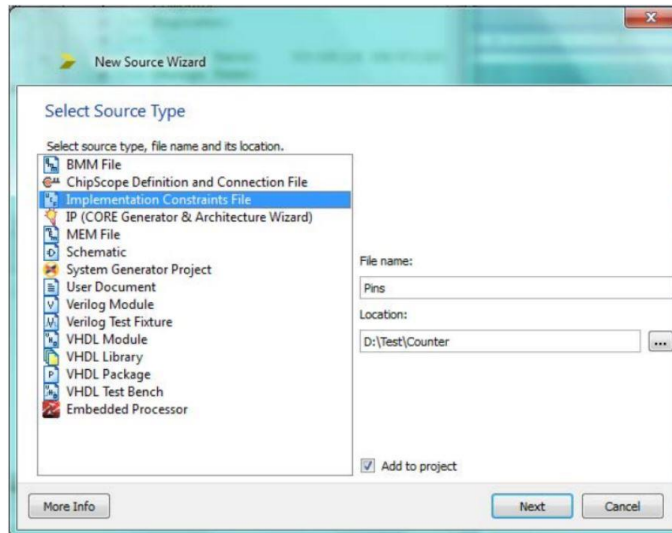 New Source Wizard
Select Source Type
Select source type, file name and its location.
BMM File
ChipScope Definition and Connection File
Implementation Constraints File
IP (CORE Generator & Architecture Wizard)
MEM File
Schematic
System Generator Project
User Document
Verilog Module
Verilog Test Fixture
VHDL Module
VHDL Library
VHDL Package
VHDL Test Bench
Embedded Processor
File name:
Pins
Location:
D:\Test\Counter
...
Add to project
More Info
Next
Cancel